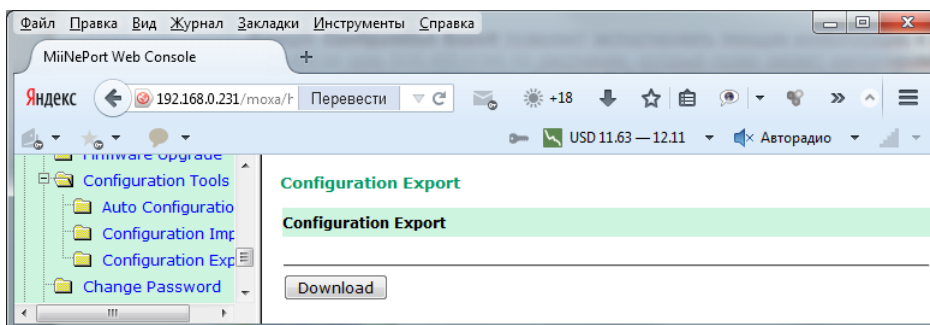 Файл Правка Вид Журнал Закладки Инструменты Справка
MiiNePort Web Console
Яндекс 192.168.0.231/moxa/h Перевести +18
USD 11.63 — 12.11 Авторадио
Firmware Upgrade
Configuration Tools
Auto Configuratio
Configuration Imp
Configuration Exp
Change Password
Configuration Export
Configuration Export
Download